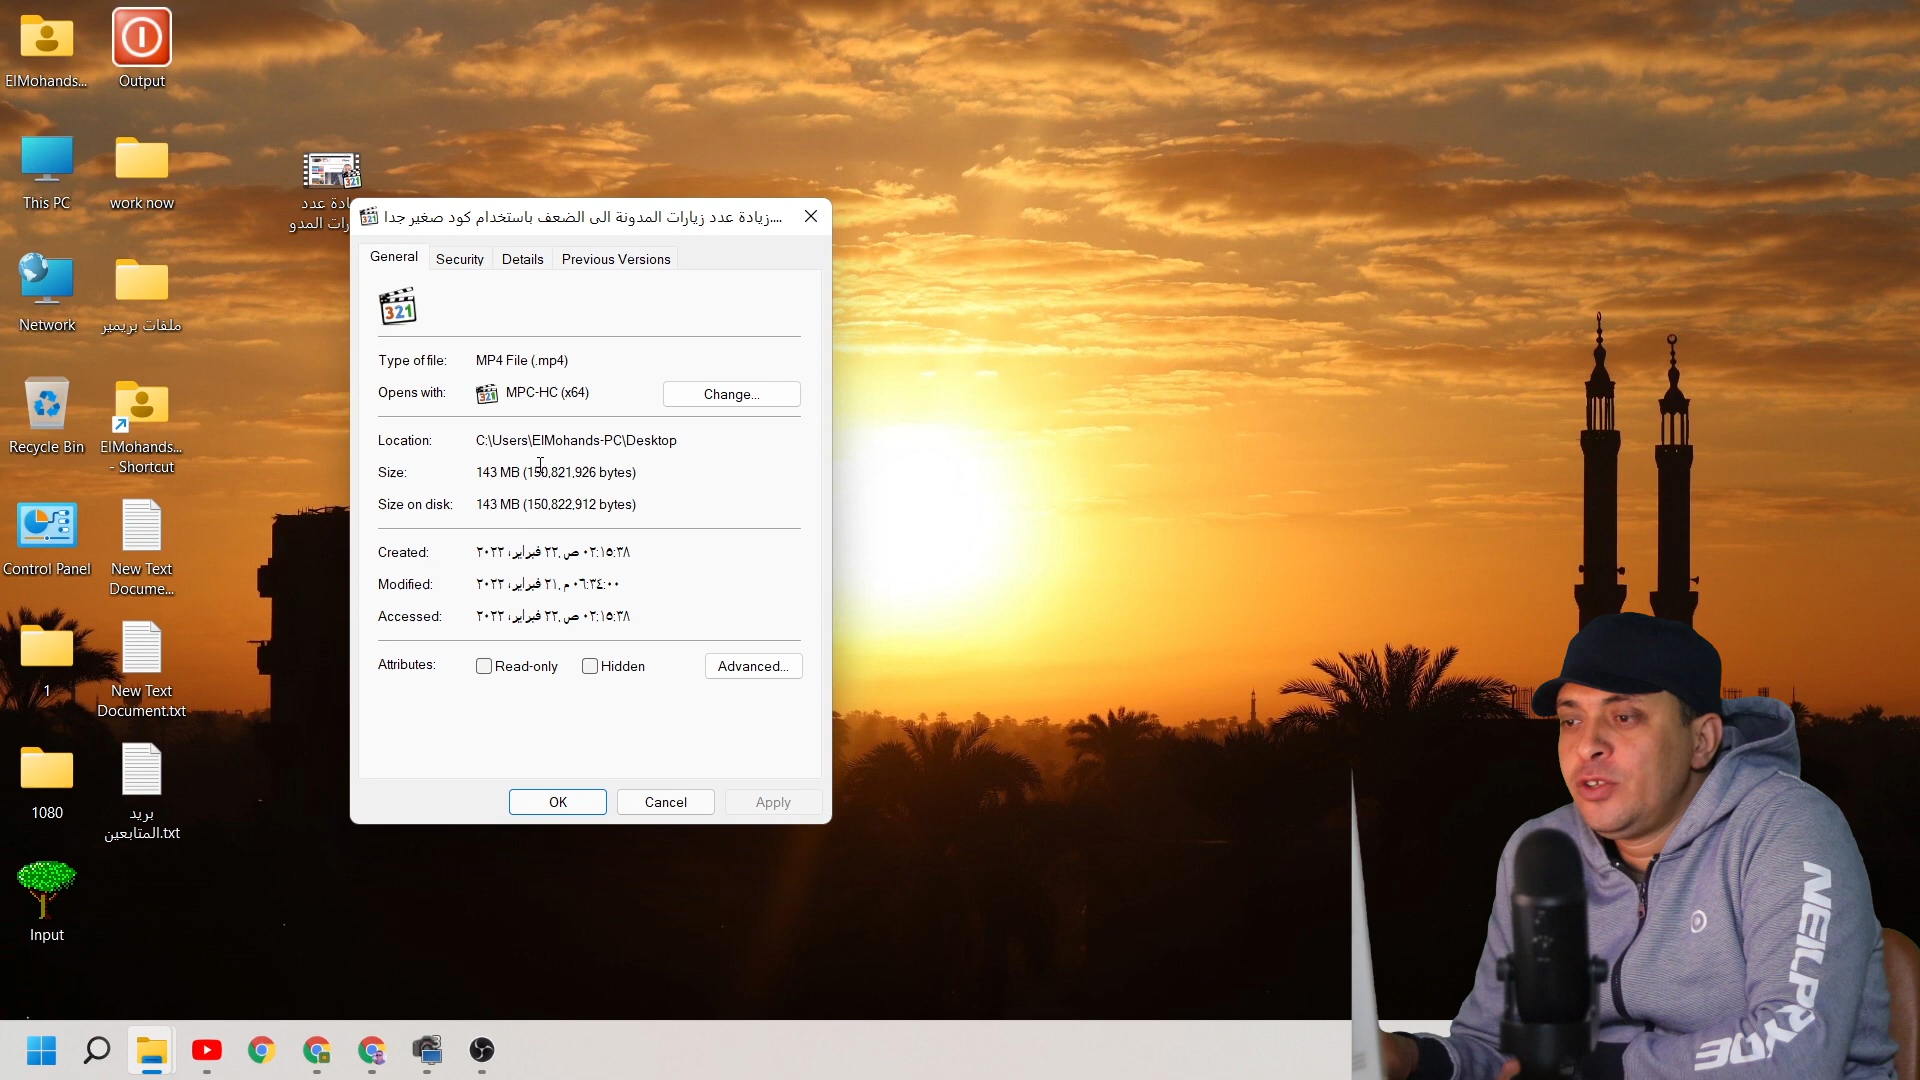 ElMohands...
Output
This PC
work now
Network
ملفات بريمير
Recycle Bin
ElMohands...
- Shortcut
Control Panel
New Text
Docume...
1
New Text
Document.txt
1080
بريد
المتابعين.txt
Input
زيادة عدد زيارات المدونة الى الضعف باستخدام كود صغير جدا....
General
Security
Details
Previous Versions
321
Type of file: MP4 File (.mp4)
Opens with: MPC-HC (x64)
Change...
Location: C:\Users\ElMohands-PC\Desktop
Size: 143 MB (150,821,926 bytes)
Size on disk: 143 MB (150,822,912 bytes)
Created: ٠٢:١٥:٣٨ ص ,٢٢ فبراير، ٢٠٢٢
Modified: ٠٦:٣٤:٠٠ م ,٢١ فبراير، ٢٠٢٢
Accessed: ٠٢:١٥:٣٨ ص ,٢٢ فبراير، ٢٠٢٢
Attributes: Read-only Hidden
Advanced...
OK
Cancel
Apply
NEILPRYDE